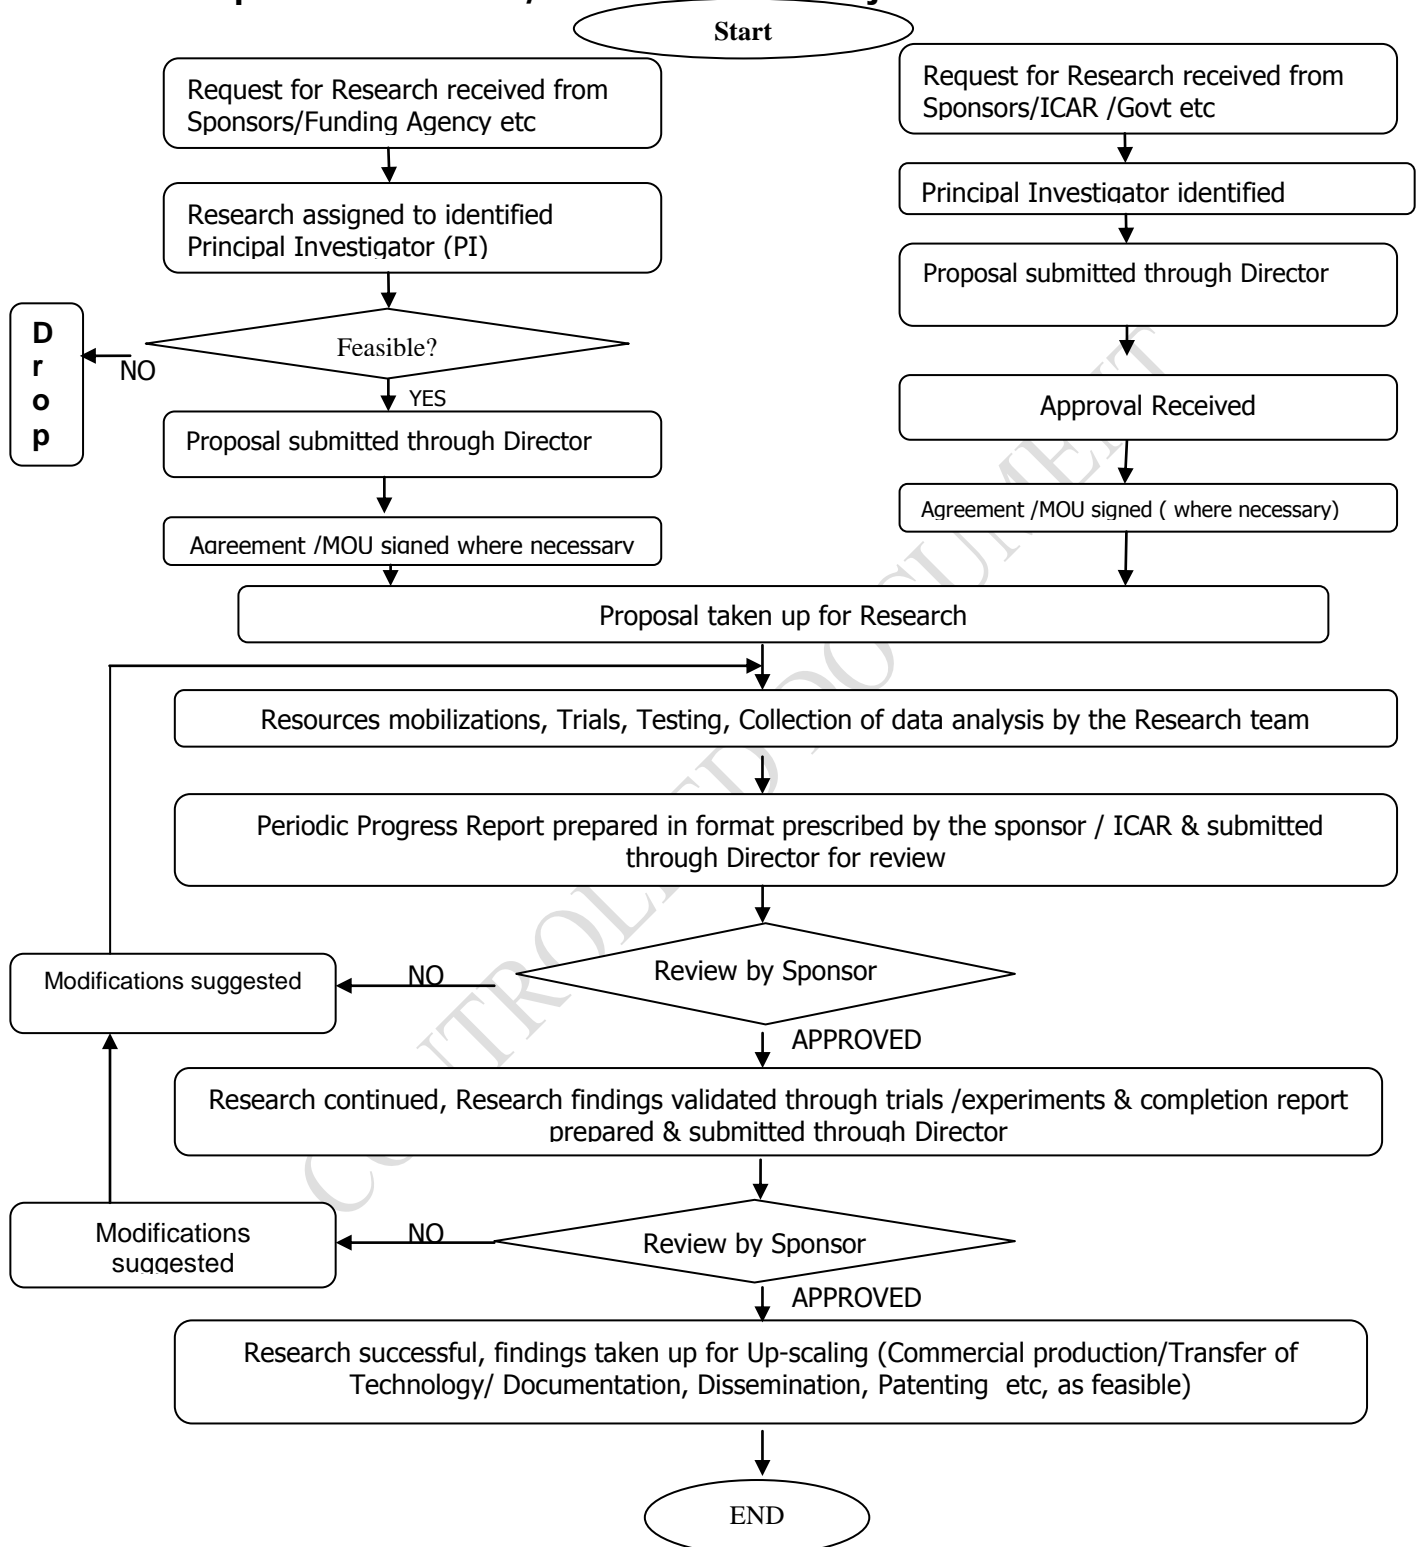 Start
Request for Research received from
Sponsors/Funding Agency etc
Request for Research received from
Sponsors/ICAR /Govt etc
Research assigned to identified
Principal Investigator (PI)
Principal Investigator identified
Proposal submitted through Director
D
r
o
p
NO
Feasible?
YES
Proposal submitted through Director
Approval Received
Agreement /MOU signed where necessary
Agreement /MOU signed ( where necessary)
Proposal taken up for Research
Resources mobilizations, Trials, Testing, Collection of data analysis by the Research team
Periodic Progress Report prepared in format prescribed by the sponsor / ICAR & submitted
through Director for review
Modifications suggested
NO
Review by Sponsor
APPROVED
Research continued, Research findings validated through trials /experiments & completion report
prepared & submitted through Director
Modifications
suggested
NO
Review by Sponsor
APPROVED
Research successful, findings taken up for Up-scaling (Commercial production/Transfer of
Technology/ Documentation, Dissemination, Patenting etc, as feasible)
END
CONTROLLED DOCUMENT